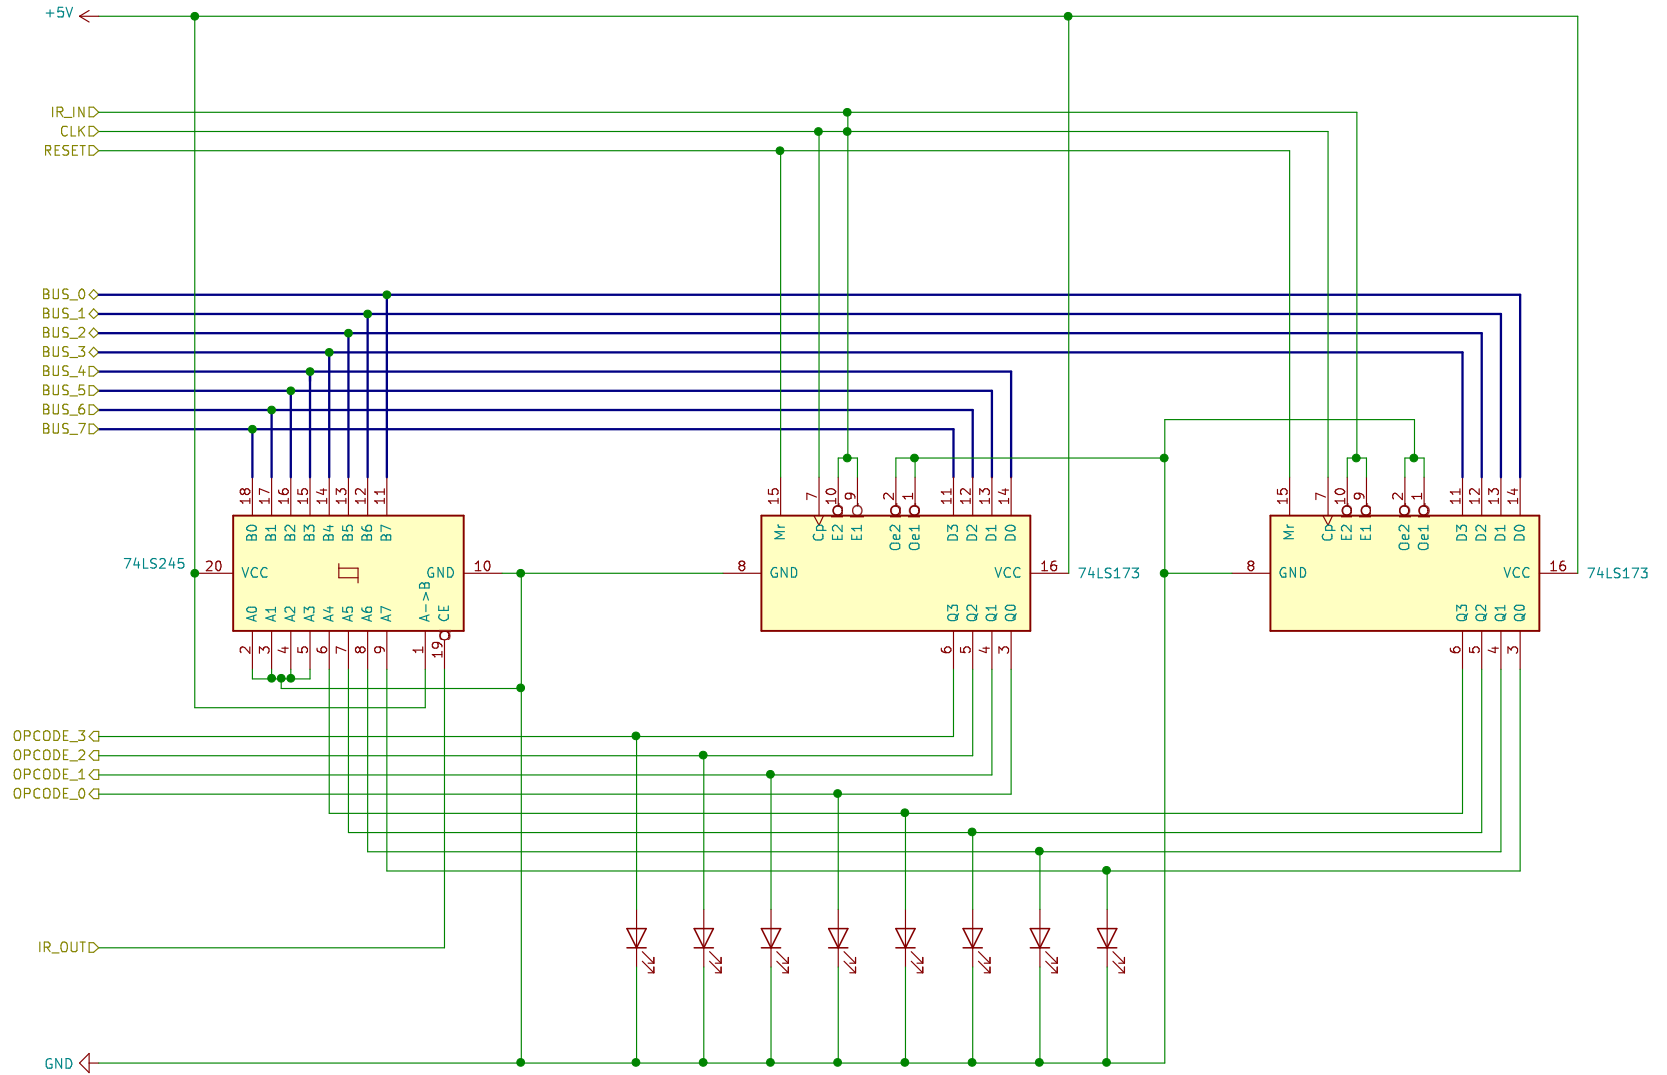 +5V
IR_IN
CLK
RESET
BUS_0
BUS_1
BUS_2
BUS_3
BUS_4
BUS_5
BUS_6
BUS_7
18 17 16 15 14 13 12 11
B0 B1 B2 B3 B4 B5 B6 B7
74LS245
20 VCC GND 10
A0 A1 A2 A3 A4 A5 A6 A7 A->B CE
2 3 4 5 6 7 8 9 1 19
15 7 10 9 2 1 11 12 13 14
Mr Cp E2 E1 Oe2 Oe1 D3 D2 D1 D0
8 GND VCC 16 74LS173
Q3 Q2 Q1 Q0
6 5 4 3
15 7 10 9 2 1 11 12 13 14
Mr Cp E2 E1 Oe2 Oe1 D3 D2 D1 D0
8 GND VCC 16 74LS173
Q3 Q2 Q1 Q0
6 5 4 3
OPCODE_3
OPCODE_2
OPCODE_1
OPCODE_0
IR_OUT
GND